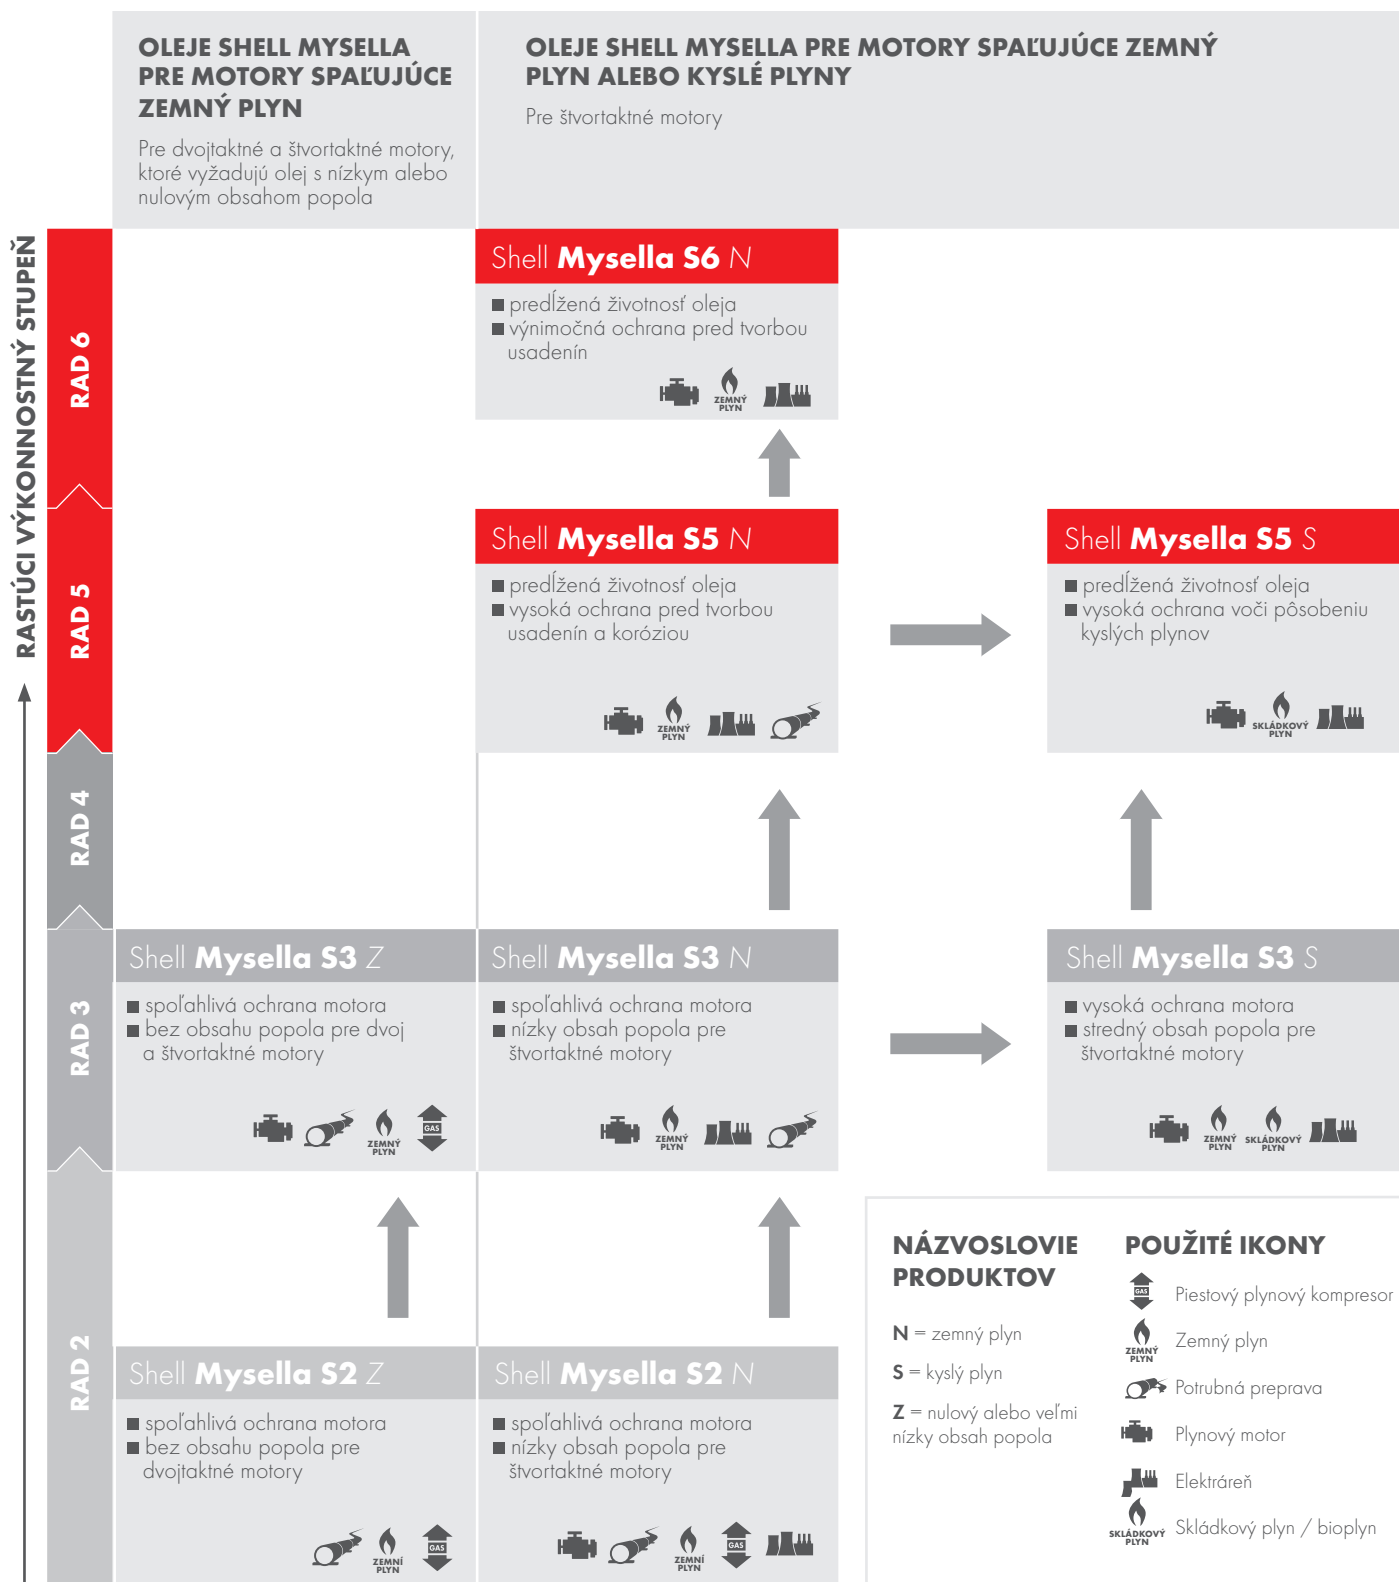 OLEJE SHELL MYSELLA
PRE MOTORY SPAĽUJÚCE
ZEMNÝ PLYN
Pre dvojtaktné a štvortaktné motory,
ktoré vyžadujú olej s nízkym alebo
nulovým obsahom popola
OLEJE SHELL MYSELLA PRE MOTORY SPAĽUJÚCE ZEMNÝ
PLYN ALEBO KYSLÉ PLYNY
Pre štvortaktné motory
RASTÚCI VÝKONNOSTNÝ STUPEŇ
RAD 6
Shell Mysella S6 N
predĺžená životnosť oleja
výnimočná ochrana pred tvorbou
usadenín
ZEMNÝ
PLYN
RAD 5
Shell Mysella S5 N
predĺžená životnosť oleja
vysoká ochrana pred tvorbou
usadenín a koróziou
ZEMNÝ
PLYN
Shell Mysella S5 S
predĺžená životnosť oleja
vysoká ochrana voči pôsobeniu
kyslých plynov
SKLÁDKOVÝ
PLYN
RAD 4
RAD 3
Shell Mysella S3 Z
spoľahlivá ochrana motora
bez obsahu popola pre dvoj
a štvortaktné motory
ZEMNÝ
PLYN
GAS
Shell Mysella S3 N
spoľahlivá ochrana motora
nízky obsah popola pre
štvortaktné motory
ZEMNÝ
PLYN
Shell Mysella S3 S
vysoká ochrana motora
stredný obsah popola pre
štvortaktné motory
ZEMNÝ
PLYN
SKLÁDKOVÝ
PLYN
RAD 2
Shell Mysella S2 Z
spoľahlivá ochrana motora
bez obsahu popola pre
dvojtaktné motory
ZEMNÍ
PLYN
GAS
Shell Mysella S2 N
spoľahlivá ochrana motora
nízky obsah popola pre
štvortaktné motory
ZEMNÍ
PLYN
GAS
NÁZVOSLOVIE
PRODUKTOV
N = zemný plyn
S = kyslý plyn
Z = nulový alebo veľmi
nízky obsah popola
POUŽITÉ IKONY
GAS
Piestový plynový kompresor
ZEMNÝ
PLYN
Zemný plyn
Potrubná preprava
Plynový motor
Elektráreň
SKLÁDKOVÝ
PLYN
Skládkový plyn / bioplyn